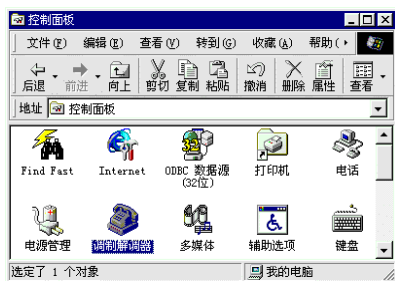 控制面板
文件(F) 编辑(E) 查看(V) 转到(G) 收藏(A) 帮助(
后退 前进 向上 剪切 复制 粘贴 撤消 删除 属性 查看
地址 控制面板
Find Fast Internet ODBC 数据源 打印机 电话
(32位)
电源管理 调制解调器 多媒体 辅助选项 键盘
选定了 1 个对象 我的电脑